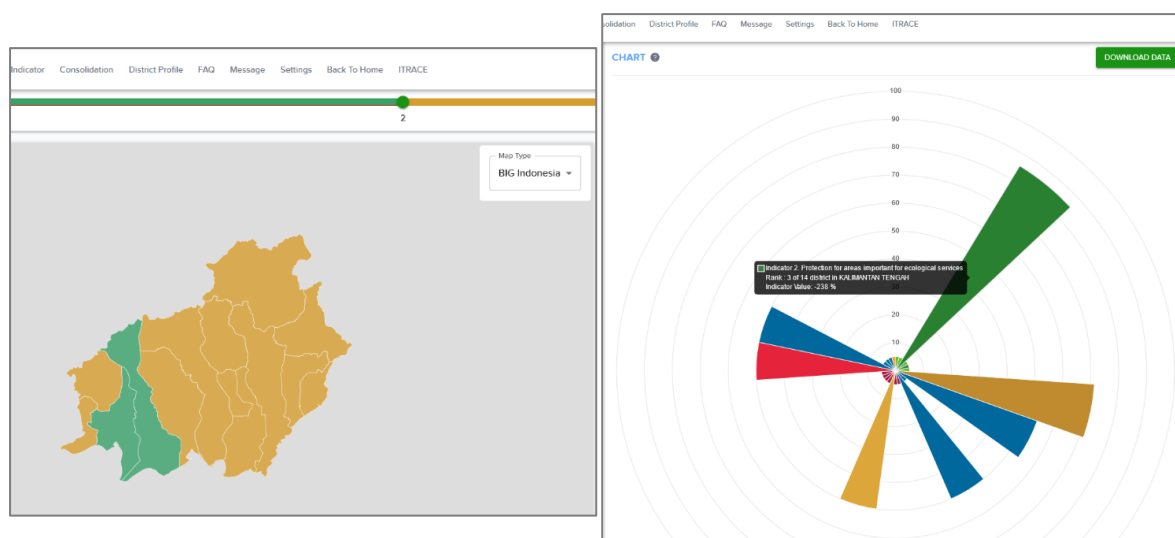 Indicator Consolidation District Profile FAQ Message Settings Back To Home ITRACE
2
Map Type
BIG Indonesia
solidation District Profile FAQ Message Settings Back To Home ITRACE
CHART ?
DOWNLOAD DATA
100
90
80
70
60
50
40
Indicator 2. Protection for areas important for ecological services
Rank : 3 of 14 district in KALIMANTAN TENGAH
Indicator Value: -238 %
30
20
10